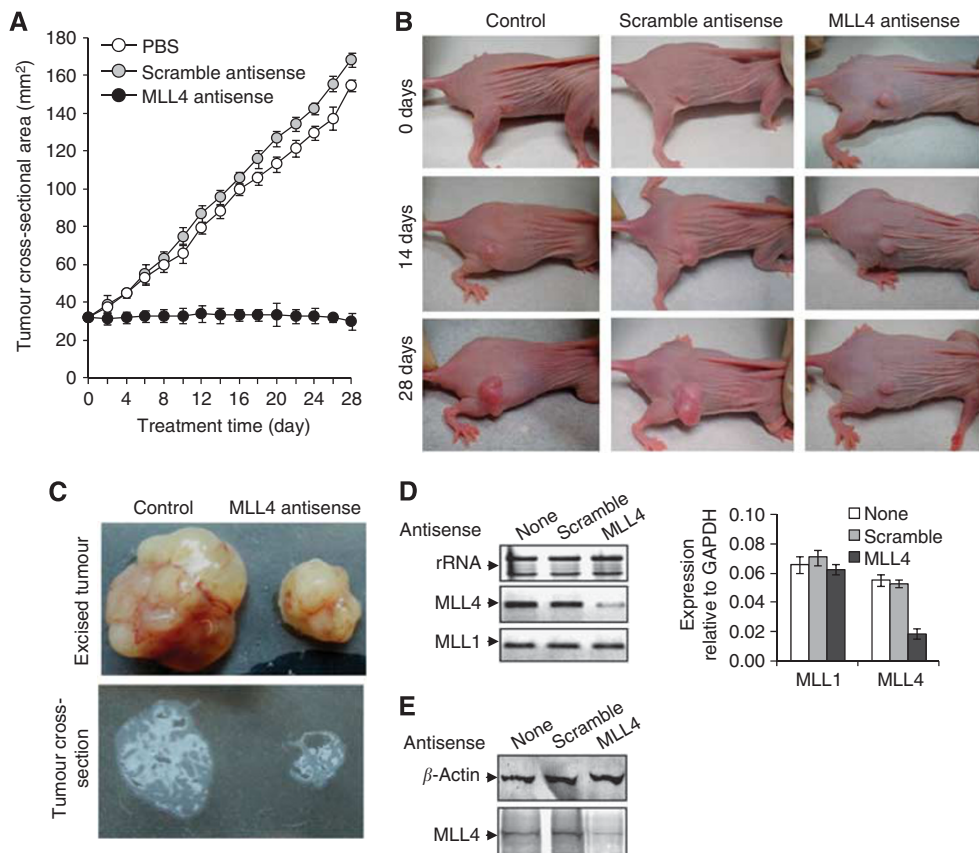 A
Tumour cross-sectional area (mm²)
180
160
140
120
100
80
60
40
20
0
0 4 8 12 16 20 24 28
Treatment time (day)
PBS
Scramble antisense
MLL4 antisense
B
Control Scramble antisense MLL4 antisense
0 days
14 days
28 days
C
Control MLL4 antisense
Excised tumour
Tumour cross-
section
D
Antisense None Scramble MLL4
rRNA
MLL4
MLL1
Expression
relative to GAPDH
0.10
0.08
0.06
0.04
0.02
0.00
None
Scramble
MLL4
MLL1 MLL4
E
Antisense None Scramble MLL4
β-Actin
MLL4